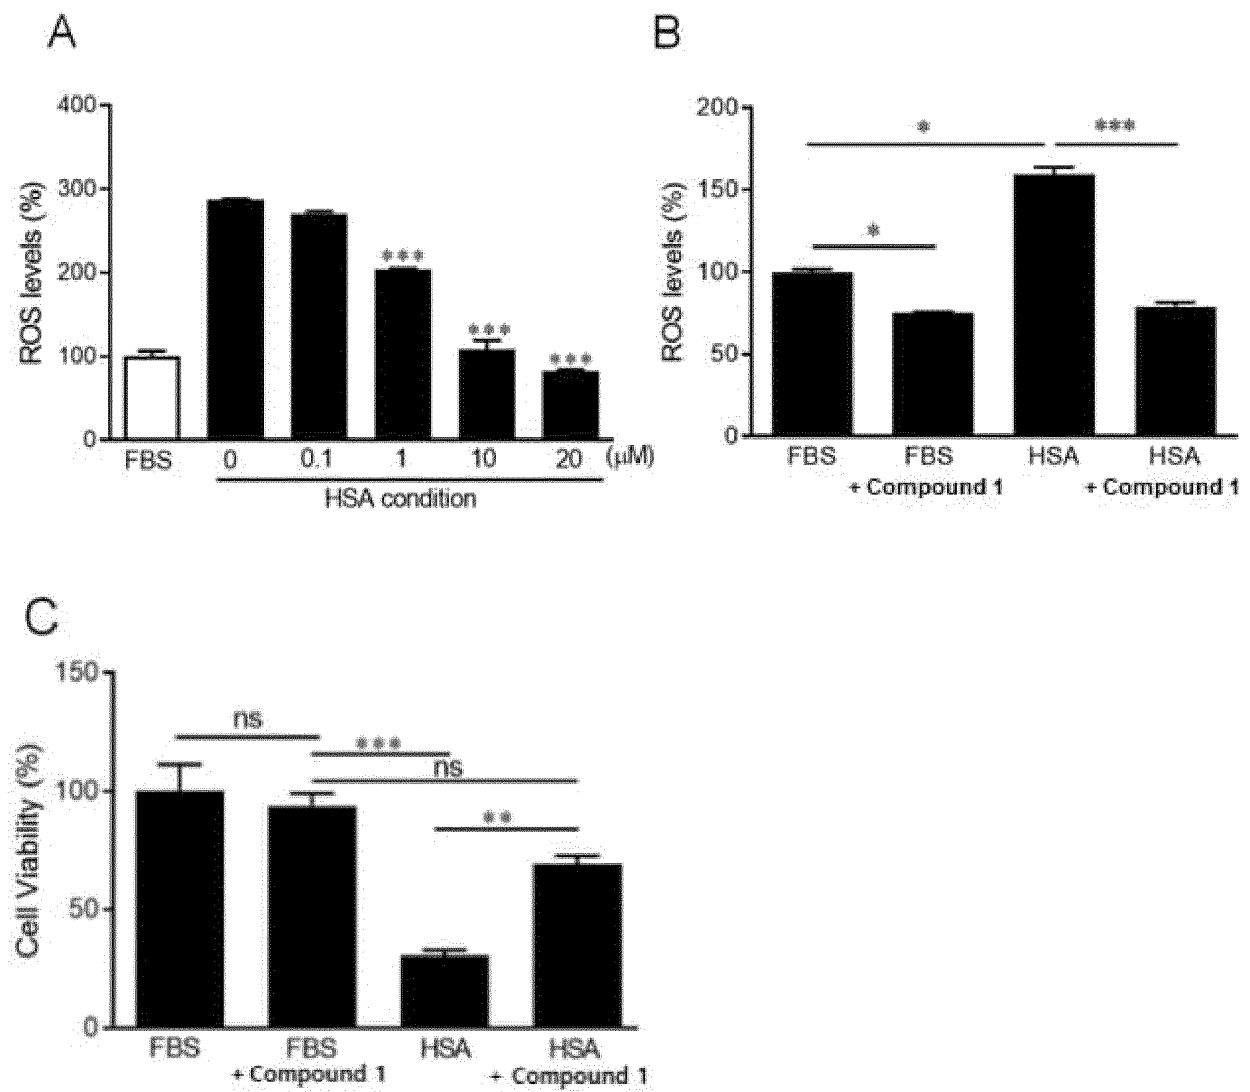 A
400
300
200
100
0
ROS levels (%)
***
***
***
FBS 0 0.1 1 10 20 (μM)
HSA condition
B
200
150
100
50
0
ROS levels (%)
* ***
*
FBS FBS HSA HSA
+ Compound 1 + Compound 1
C
150
100
50
0
Cell Viability (%)
ns
***
ns
**
FBS FBS HSA HSA
+ Compound 1 + Compound 1